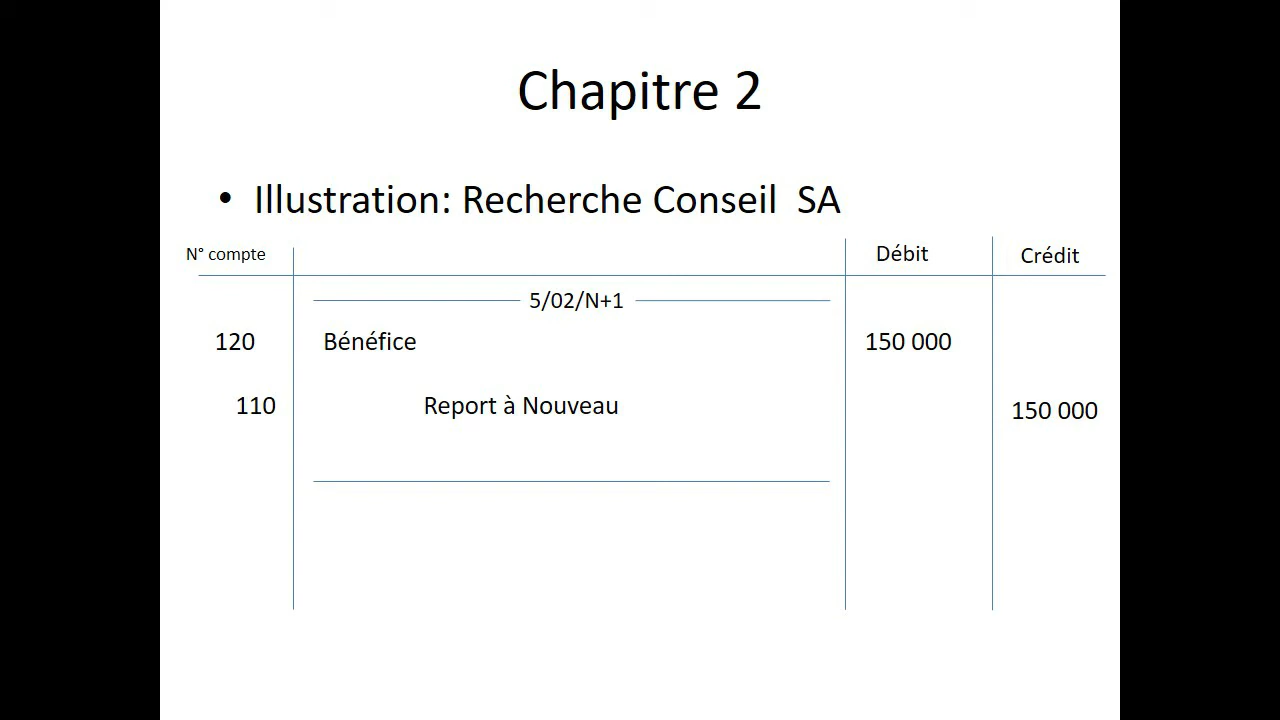 Chapitre 2
• Illustration: Recherche Conseil SA
N° compte Débit Crédit
5/02/N+1
120 Bénéfice 150 000
110 Report à Nouveau 150 000